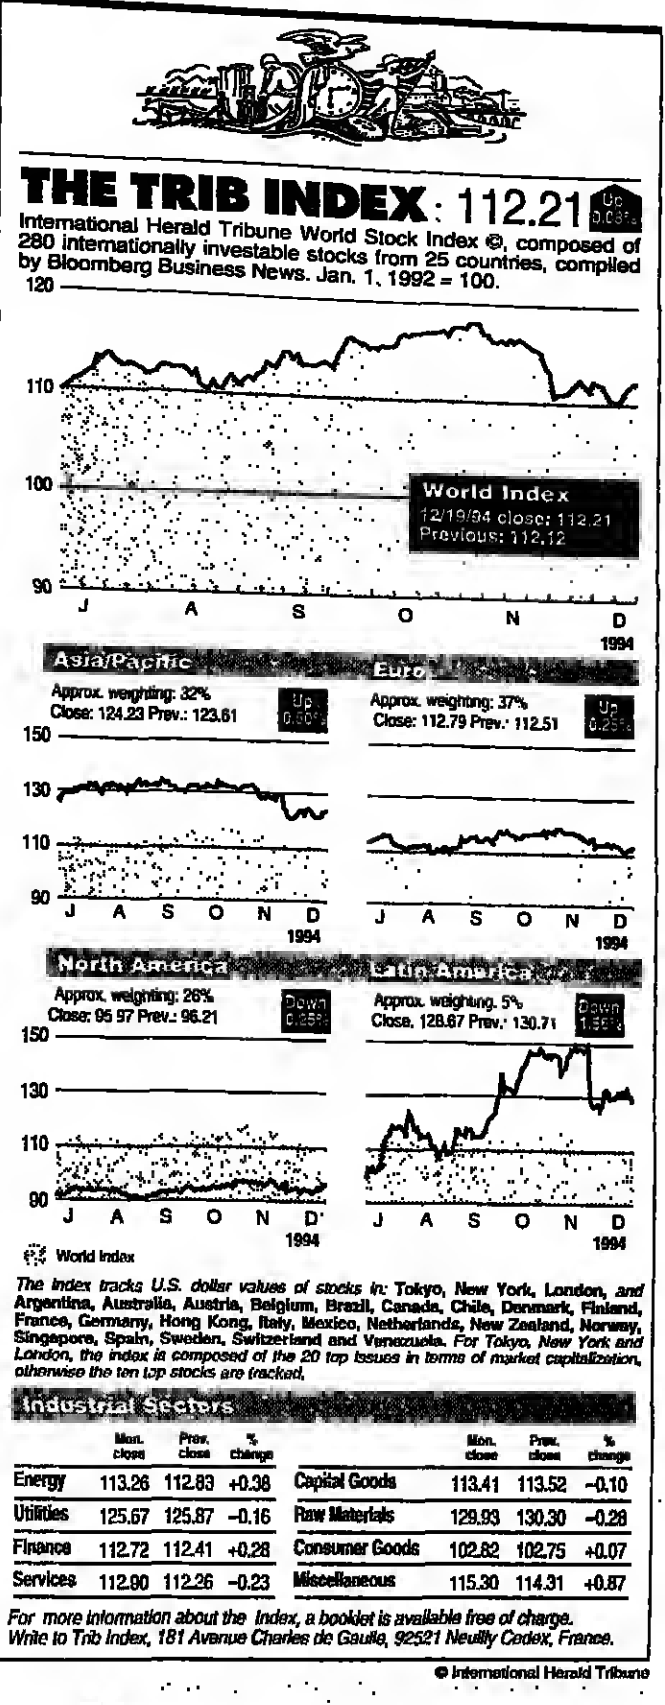 THE TRIB INDEX: 112.21
Up
0.08%
International Herald Tribune World Stock Index ©, composed of
280 internationally investable stocks from 25 countries, compiled
by Bloomberg Business News. Jan. 1, 1992 = 100.
120
110
100
90
World Index
12/19/94 close: 112.21
Previous: 112.12
J A S O N D
1994
Asia/Pacific
Approx. weighting: 32%
Close: 124.23 Prev.: 123.61
Up
0.50%
150
130
110
90
J A S O N D
1994
Approx. weighting: 37%
Close: 112.79 Prev.: 112.51
Up
0.25%
J A S O N D
1994
North America
Approx. weighting: 26%
Close: 95 97 Prev.: 96.21
Down
0.25%
150
130
110
90
J A S O N D
1994
Latin America
Approx. weighting. 5%
Close, 128.67 Prev.: 130.71
Down
J A S O N D
1994
World Index
The index tracks U.S. dollar values of stocks in: Tokyo, New York, London, and
Argentina, Australia, Austria, Belgium, Brazil, Canada, Chile, Denmark, Finland,
France, Germany, Hong Kong, Italy, Mexico, Netherlands, New Zealand, Norway,
Singapore, Spain, Sweden, Switzerland and Venezuela. For Tokyo, New York and
London, the index is composed of the 20 top issues in terms of market capitalization,
otherwise the ten top stocks are tracked.
Industrial Sectors
Mon. close Prev. close % change
Energy 113.26 112.83 +0.38
Utilities 125.67 125.87 −0.16
Finance 112.72 112.41 +0.28
Services 112.90 112.26 −0.23
Mon. close Prev. close % change
Capital Goods 113.41 113.52 −0.10
Raw Materials 129.93 130.30 −0.28
Consumer Goods 102.82 102.75 +0.07
Miscellaneous 115.30 114.31 +0.87
For more information about the Index, a booklet is available free of charge.
Write to Trib Index, 181 Avenue Charles de Gaulle, 92521 Neuilly Cedex, France.
© International Herald Tribune